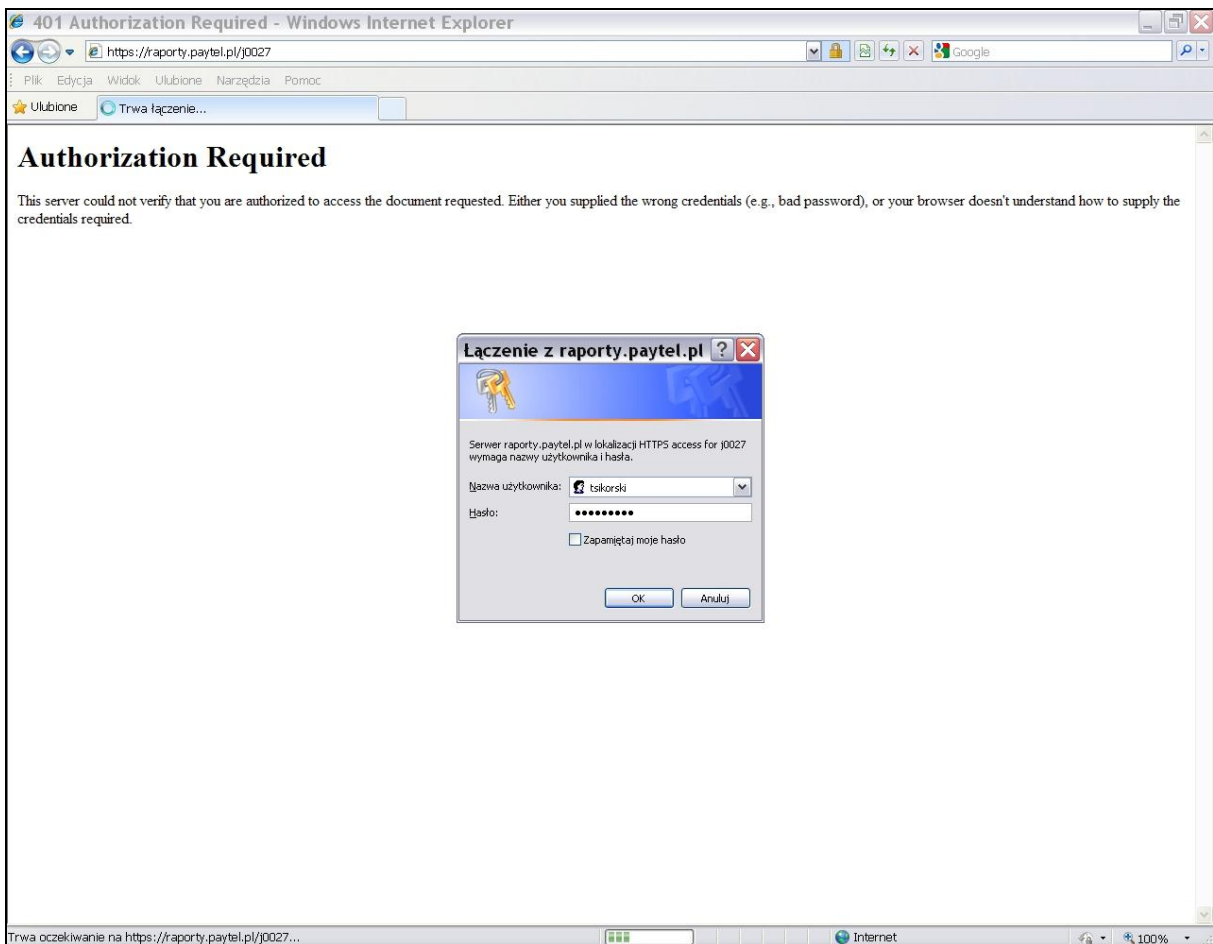 401 Authorization Required - Windows Internet Explorer
https://raporty.paytel.pl/j0027
Google
Plik Edycja Widok Ulubione Narzędzia Pomoc
Ulubione
Trwa łączenie...
Authorization Required
This server could not verify that you are authorized to access the document requested. Either you supplied the wrong credentials (e.g., bad password), or your browser doesn't understand how to supply the
credentials required.
Łączenie z raporty.paytel.pl
Serwer raporty.paytel.pl w lokalizacji HTTPS access for j0027
wymaga nazwy użytkownika i hasła.
Nazwa użytkownika: tsikorski
Hasło: •••••••••
Zapamiętaj moje hasło
OK Anuluj
Trwa oczekiwanie na https://raporty.paytel.pl/j0027... Internet 100%